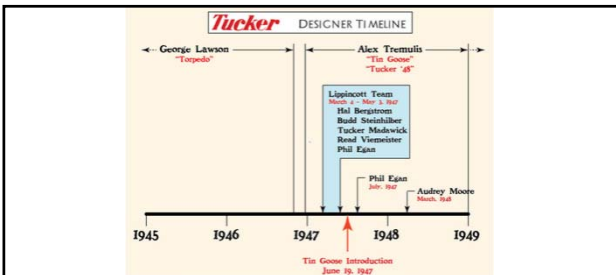 Tucker DESIGNER TIMELINE
George Lawson
"Torpedo"
Alex Tremulis
"Tin Goose"
"Tucker '48"
Lippincott Team
March 4 - May 3, 1947
Hal Bergstrom
Budd Steinhilber
Tucker Madawick
Read Viemeister
Phil Egan
Phil Egan
July, 1947
Audrey Moore
March, 1948
1945 1946 1947 1948 1949
Tin Goose Introduction
June 19, 1947